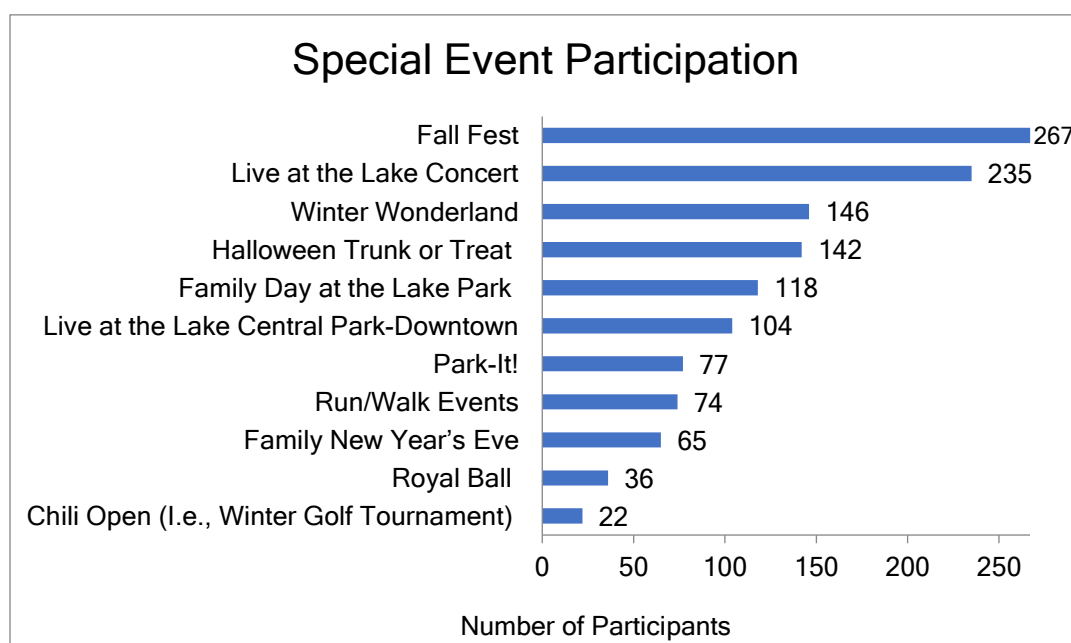 Special Event Participation
Fall Fest 267
Live at the Lake Concert 235
Winter Wonderland 146
Halloween Trunk or Treat 142
Family Day at the Lake Park 118
Live at the Lake Central Park-Downtown 104
Park-It! 77
Run/Walk Events 74
Family New Year’s Eve 65
Royal Ball 36
Chili Open (I.e., Winter Golf Tournament) 22
0 50 100 150 200 250
Number of Participants